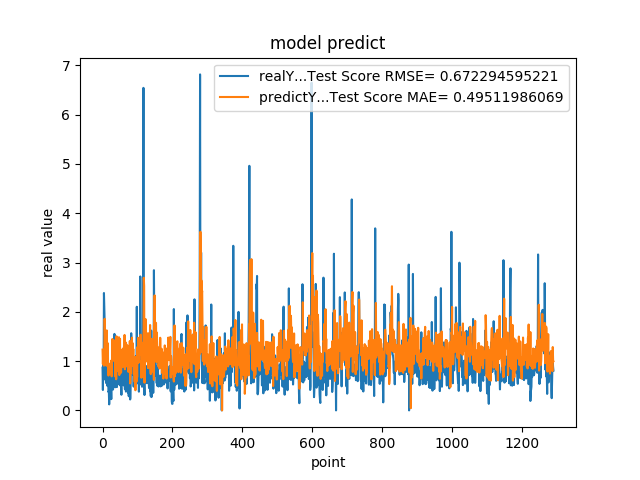 model predict
realY...Test Score RMSE= 0.672294595221
predictY...Test Score MAE= 0.49511986069
real value
7
6
5
4
3
2
1
0
0 200 400 600 800 1000 1200
point